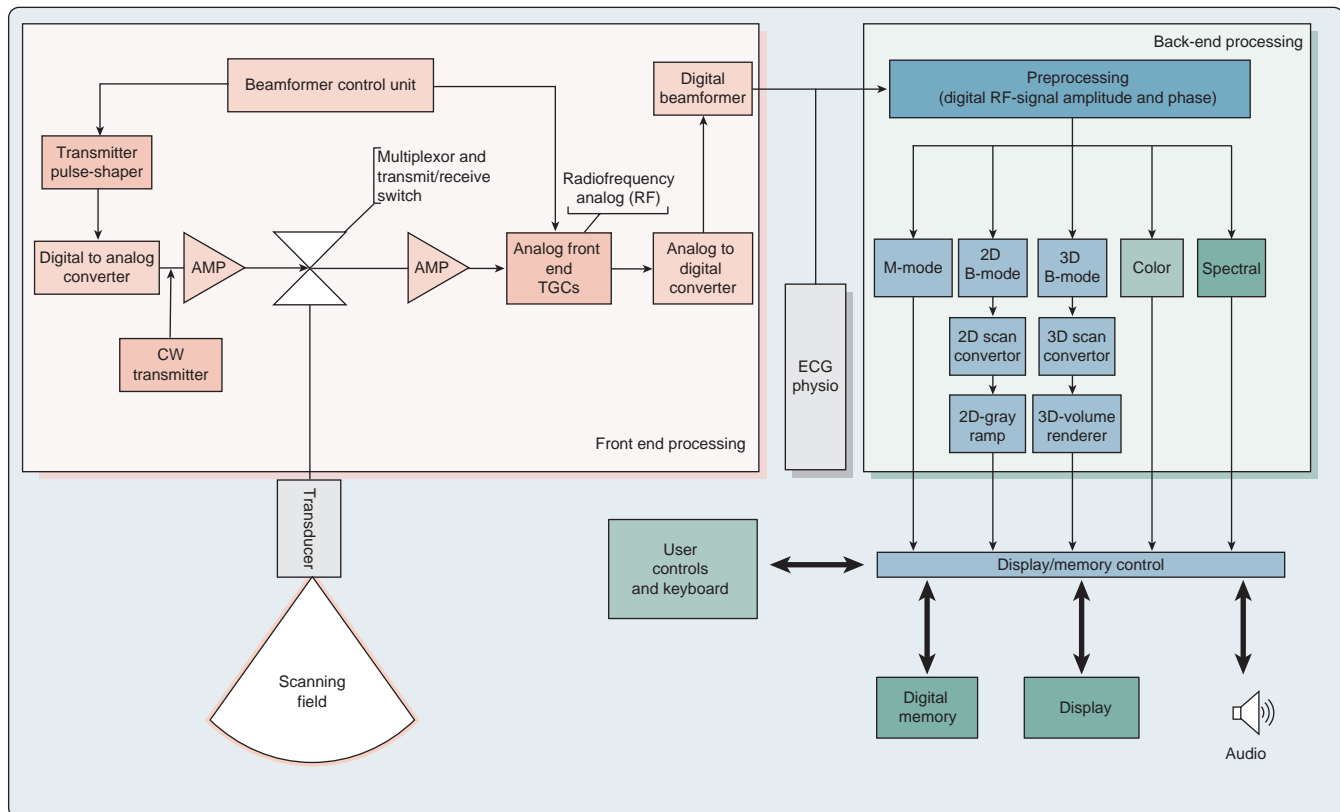 Back-end processing
Beamformer control unit
Digital
beamformer
Preprocessing
(digital RF-signal amplitude and phase)
Transmitter
pulse-shaper
Multiplexor and
transmit/receive
switch
Radiofrequency
analog (RF)
Digital to analog
converter
AMP
AMP
Analog front
end
TGCs
Analog to
digital
converter
M-mode
2D
B-mode
3D
B-mode
Color
Spectral
CW
transmitter
ECG
physio
2D scan
convertor
3D scan
convertor
2D-gray
ramp
3D-volume
renderer
Front end processing
Transducer
User
controls
and keyboard
Display/memory control
Scanning
field
Digital
memory
Display
Audio